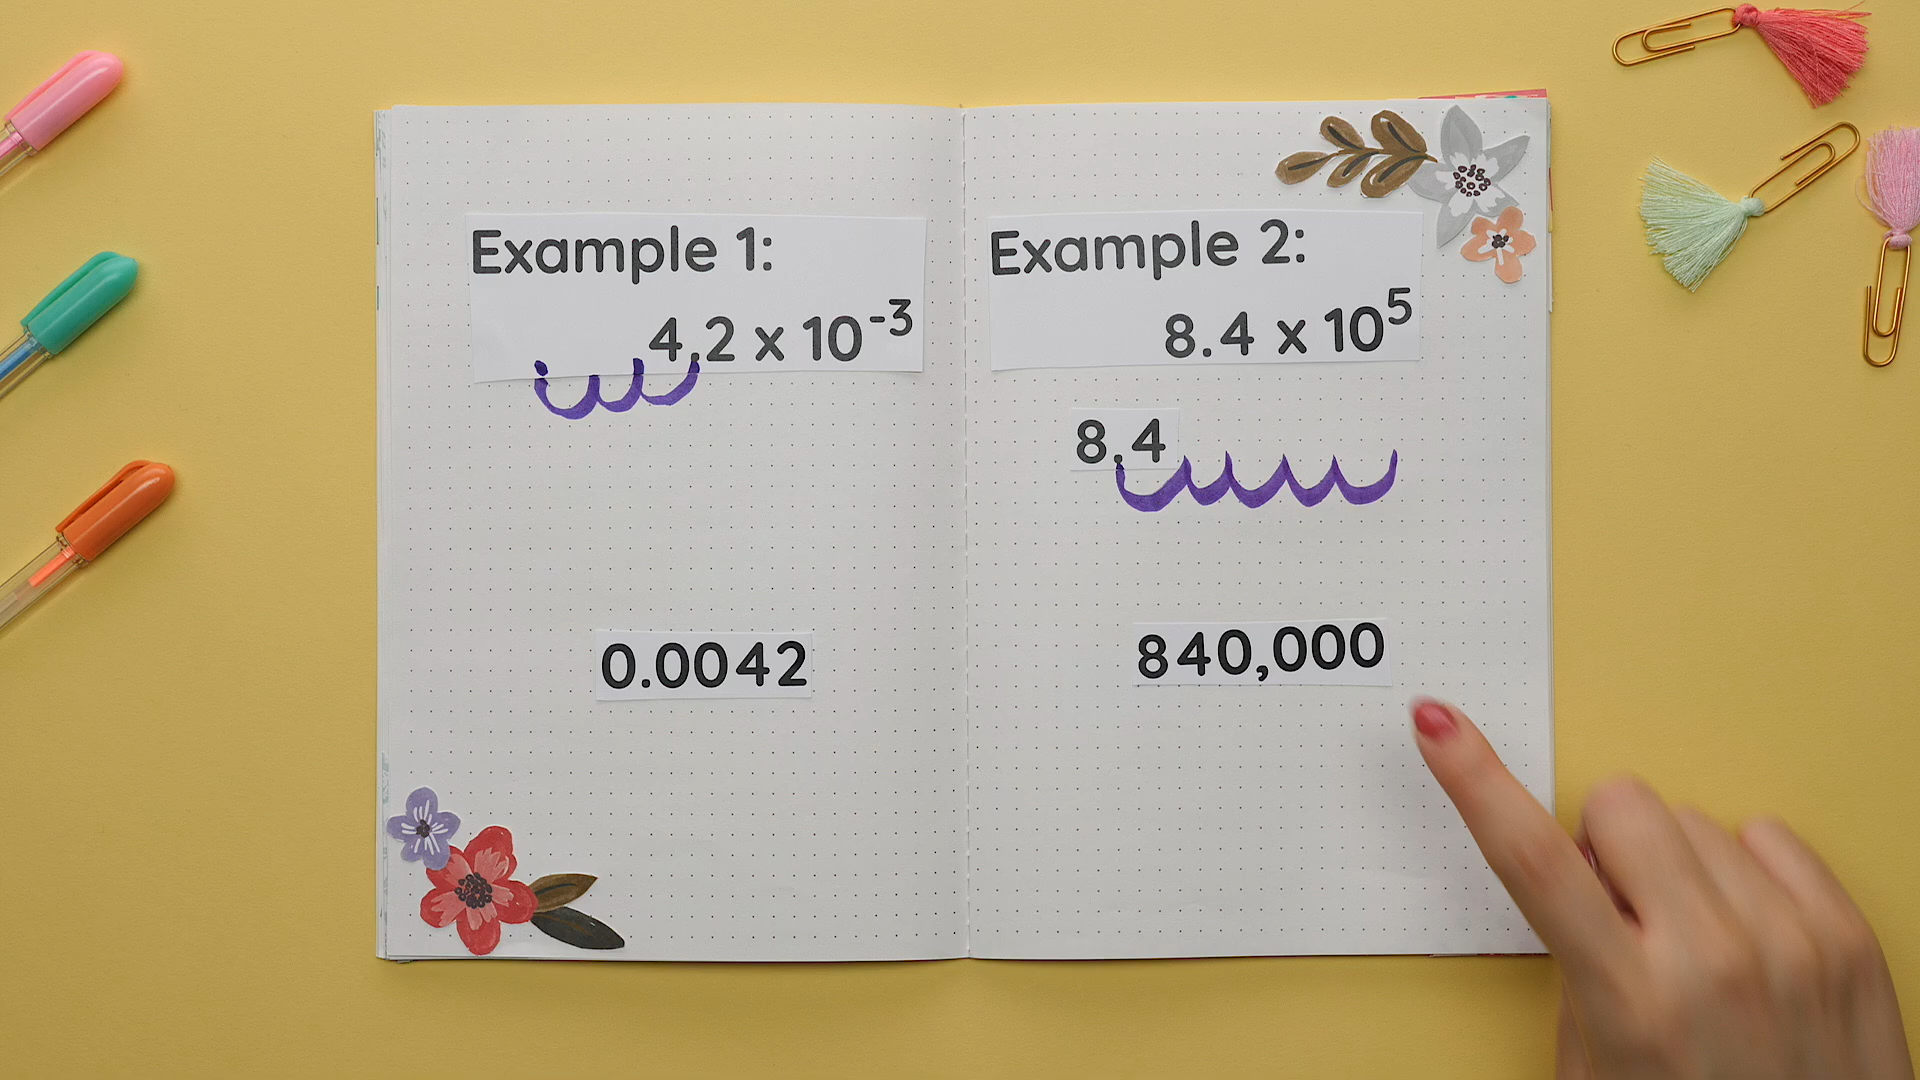 Example 1:
4.2 x 10⁻³
0.0042
Example 2:
8.4 x 10⁵
8.4
840,000